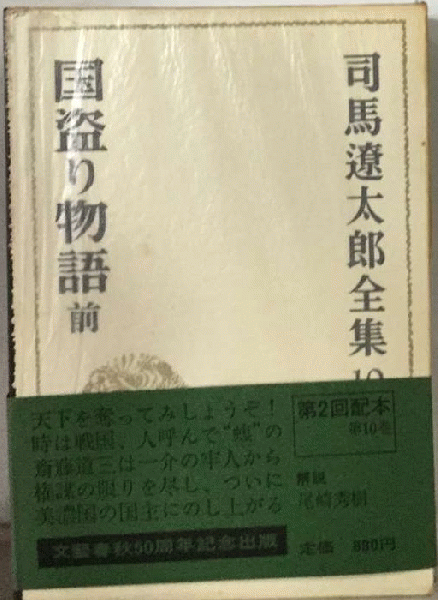 司馬遼太郎全集 10
国盗り物語 前
天下を奪ってみしょうぞ!
時は戦国、人呼んで“蝮”の
斎藤道三は一介の牢人から
権謀の限りを尽し、ついに
美濃国の国主にのし上がる
文藝春秋50周年記念出版
第2回配本
第10巻
解説
尾崎秀樹
定価 880円